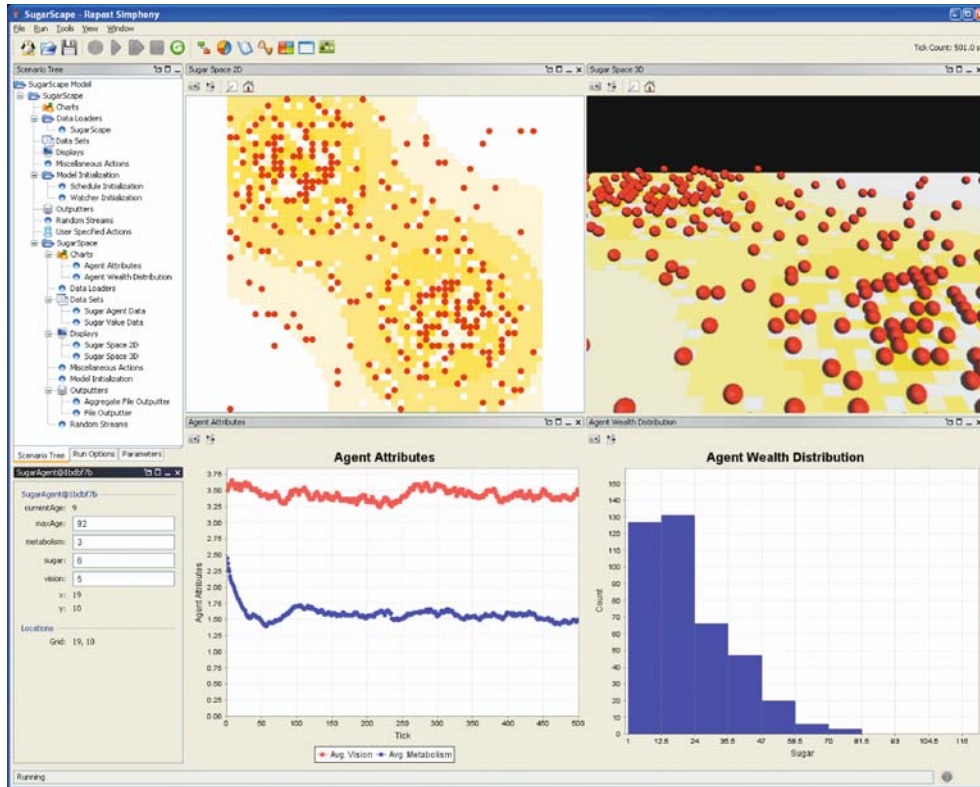 SugarScape - Repast Simphony
File Run Tools View Window
Tick Count: 501.0
Scenario Tree
SugarScape Model
SugarScape
Charts
Data Loaders
SugarScape
Data Sets
Displays
Miscellaneous Actions
Model Initialization
Schedule Initialization
Watcher Initialization
Outputters
Random Streams
User Specified Actions
SugarSpace
Charts
Agent Attributes
Agent Wealth Distribution
Data Loaders
Data Sets
Sugar Agent Data
Sugar Value Data
Displays
Sugar Space 2D
Sugar Space 3D
Miscellaneous Actions
Model Initialization
Outputters
Aggregate File Outputter
File Outputter
Random Streams
Scenario Tree Run Options Parameters
Sugar Space 2D
Sugar Space 3D
SugarAgent@1bdbf7b
SugarAgent@1bdbf7b
currentAge: 9
maxAge: 92
metabolism: 3
sugar: 6
vision: 5
x: 19
y: 10
Locations
Grid: 19, 10
Agent Attributes
Agent Attributes
Agent Attributes
3.75
3.50
3.25
3.00
2.75
2.50
2.25
2.00
1.75
1.50
1.25
1.00
0.75
0.50
0.25
0.00
0 50 100 150 200 250 300 350 400 450 500
Tick
Avg. Vision Avg. Metabolism
Agent Wealth Distribution
Agent Wealth Distribution
Count
150
140
130
120
110
100
90
80
70
60
50
40
30
20
10
0
1 12.5 24 35.5 47 58.5 70 81.5 93 104.5 116
Sugar
Running